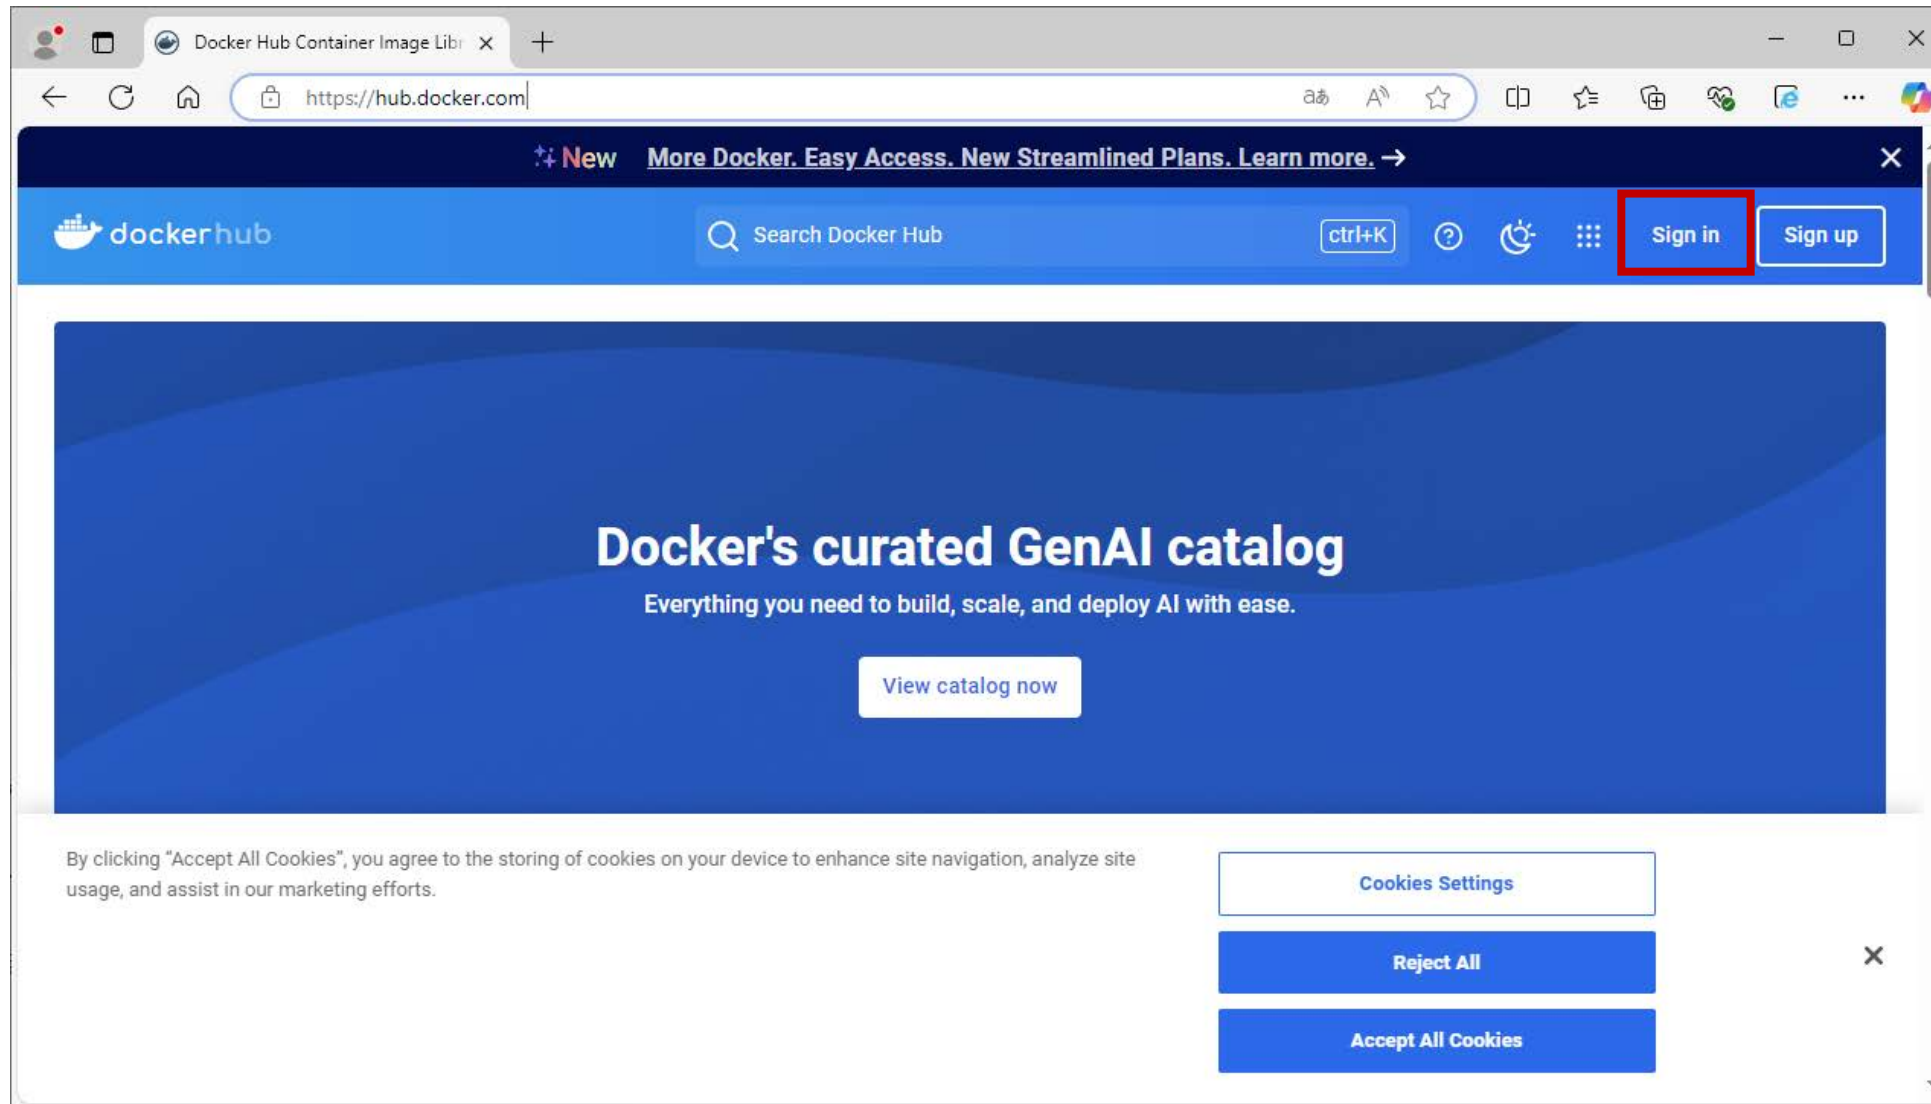 Docker Hub Container Image Libr
https://hub.docker.com
New More Docker. Easy Access. New Streamlined Plans. Learn more. →
dockerhub
Search Docker Hub
ctrl+K
Sign in
Sign up
Docker's curated GenAI catalog
Everything you need to build, scale, and deploy AI with ease.
View catalog now
By clicking “Accept All Cookies”, you agree to the storing of cookies on your device to enhance site navigation, analyze site
usage, and assist in our marketing efforts.
Cookies Settings
Reject All
Accept All Cookies